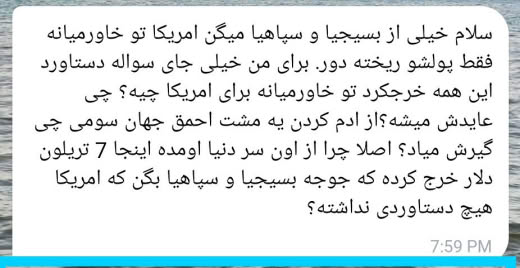 سلام خیلی از بسیجیا و سپاهیا میگن امریکا تو خاورمیانه
فقط پولشو ریخته دور. برای من خیلی جای سواله دستاورد
این همه خرجکرد تو خاورمیانه برای امریکا چیه؟ چی
عایدش میشه؟از ادم کردن یه مشت احمق جهان سومی چی
گیرش میاد؟ اصلا چرا از اون سر دنیا اومده اینجا 7 تریلون
دلار خرج کرده که جوجه بسیجیا و سپاهیا بگن که امریکا
هیچ دستاوردی نداشته؟
7:59 PM